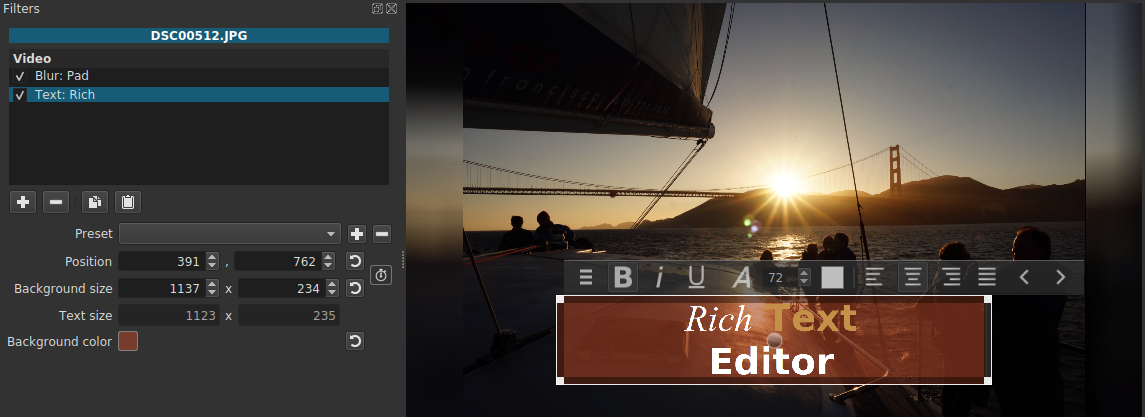 Filters
DSC00512.JPG
Video
Blur: Pad
Text: Rich
Preset
Position 391 , 762
Background size 1137 x 234
Text size 1123 x 235
Background color
B i U A 72
Rich Text
Editor